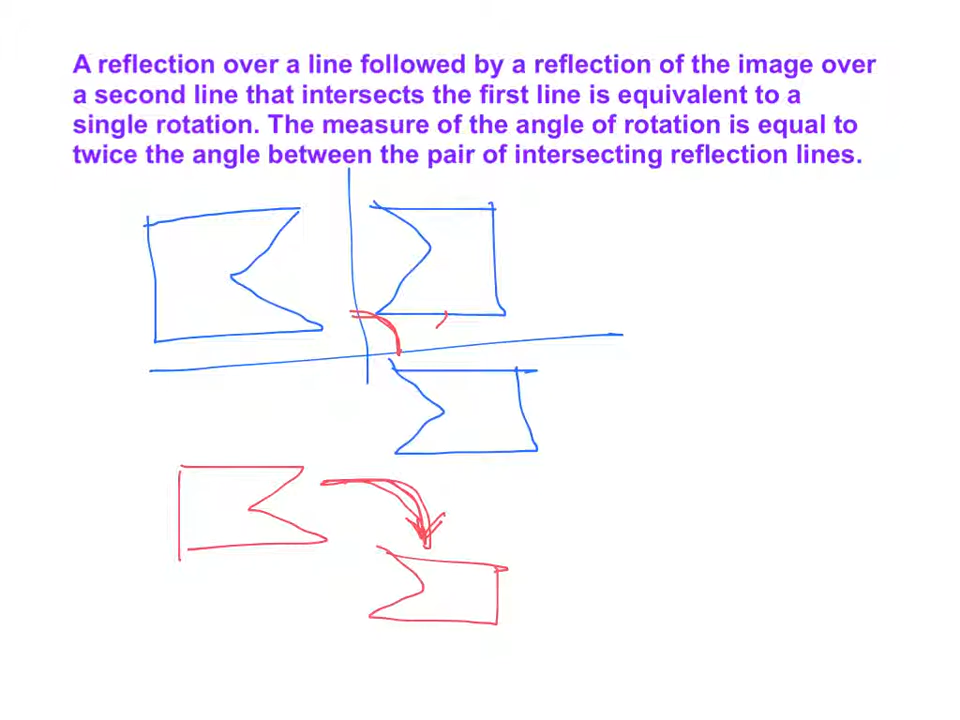 A reflection over a line followed by a reflection of the image over
a second line that intersects the first line is equivalent to a
single rotation. The measure of the angle of rotation is equal to
twice the angle between the pair of intersecting reflection lines.